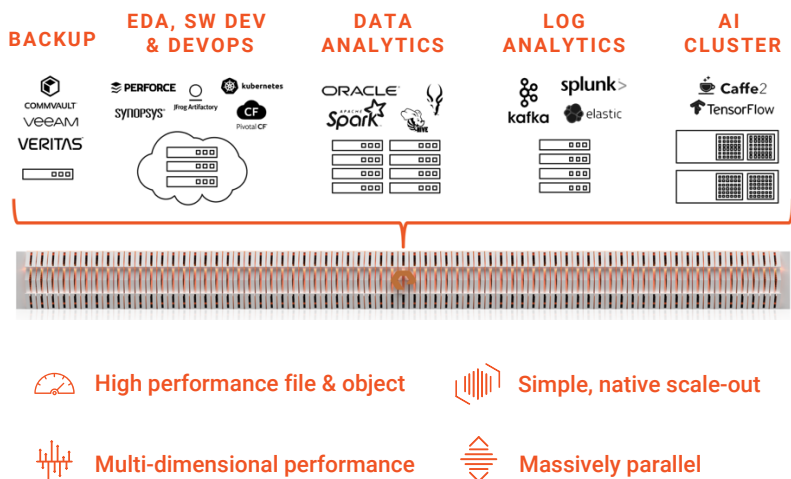 BACKUP
EDA, SW DEV
& DEVOPS
DATA
ANALYTICS
LOG
ANALYTICS
AI
CLUSTER
COMMVAULT
veeAM
VERITAS
PERFORCE
kubernetes
SYNOPSYS
JFrog Artifactory
CF
Pivotal CF
ORACLE
APACHE
Spark
HIVE
kafka
splunk>
elastic
Caffe2
TensorFlow
High performance file & object
Simple, native scale-out
Multi-dimensional performance
Massively parallel